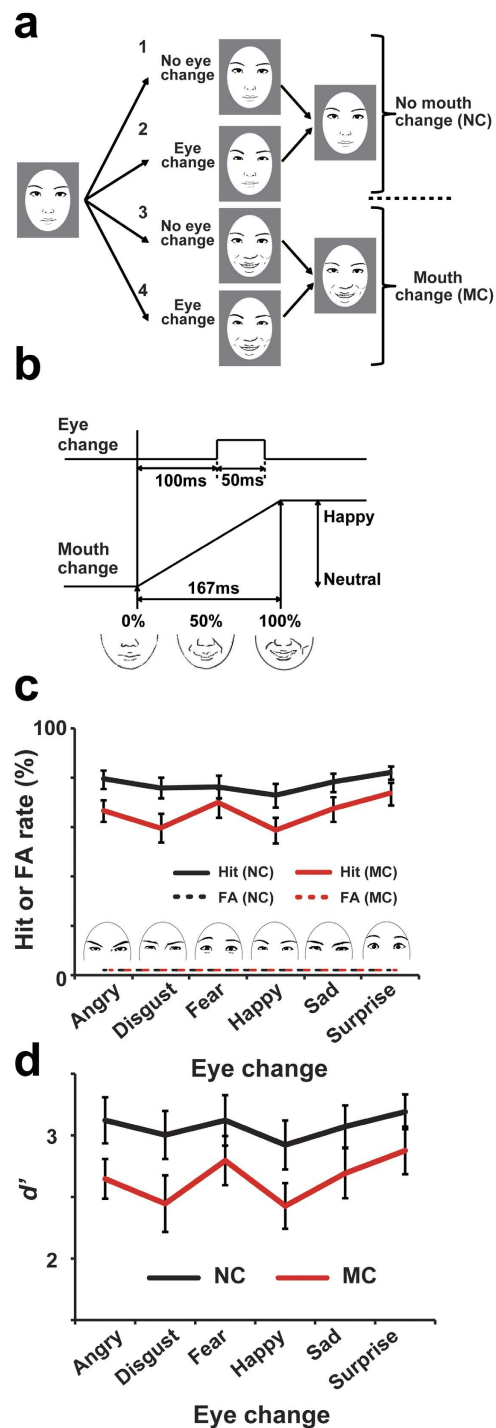 a
1
No eye
change
2
Eye
change
3
No eye
change
4
Eye
change
No mouth
change (NC)
Mouth
change (MC)
b
Eye
change
100ms
50ms
Happy
Mouth
change
Neutral
167ms
0%
50%
100%
c
100
Hit or FA rate (%)
Hit (NC)
Hit (MC)
FA (NC)
FA (MC)
0
Angry
Disgust
Fear
Happy
Sad
Surprise
Eye change
d
3
d’
2
NC
MC
Angry
Disgust
Fear
Happy
Sad
Surprise
Eye change